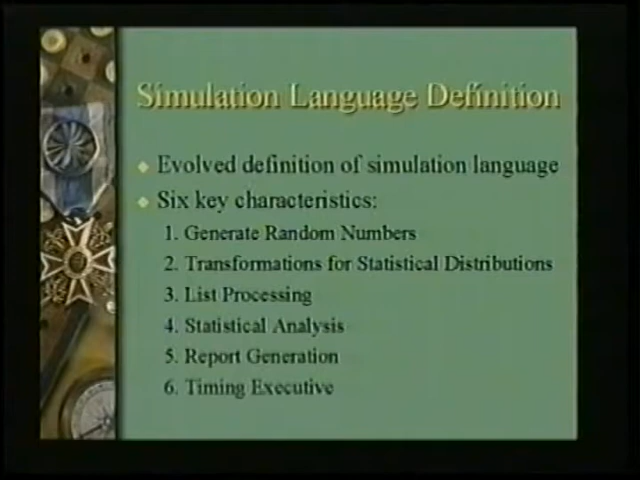 Simulation Language Definition
Evolved definition of simulation language
Six key characteristics:
1. Generate Random Numbers
2. Transformations for Statistical Distributions
3. List Processing
4. Statistical Analysis
5. Report Generation
6. Timing Executive